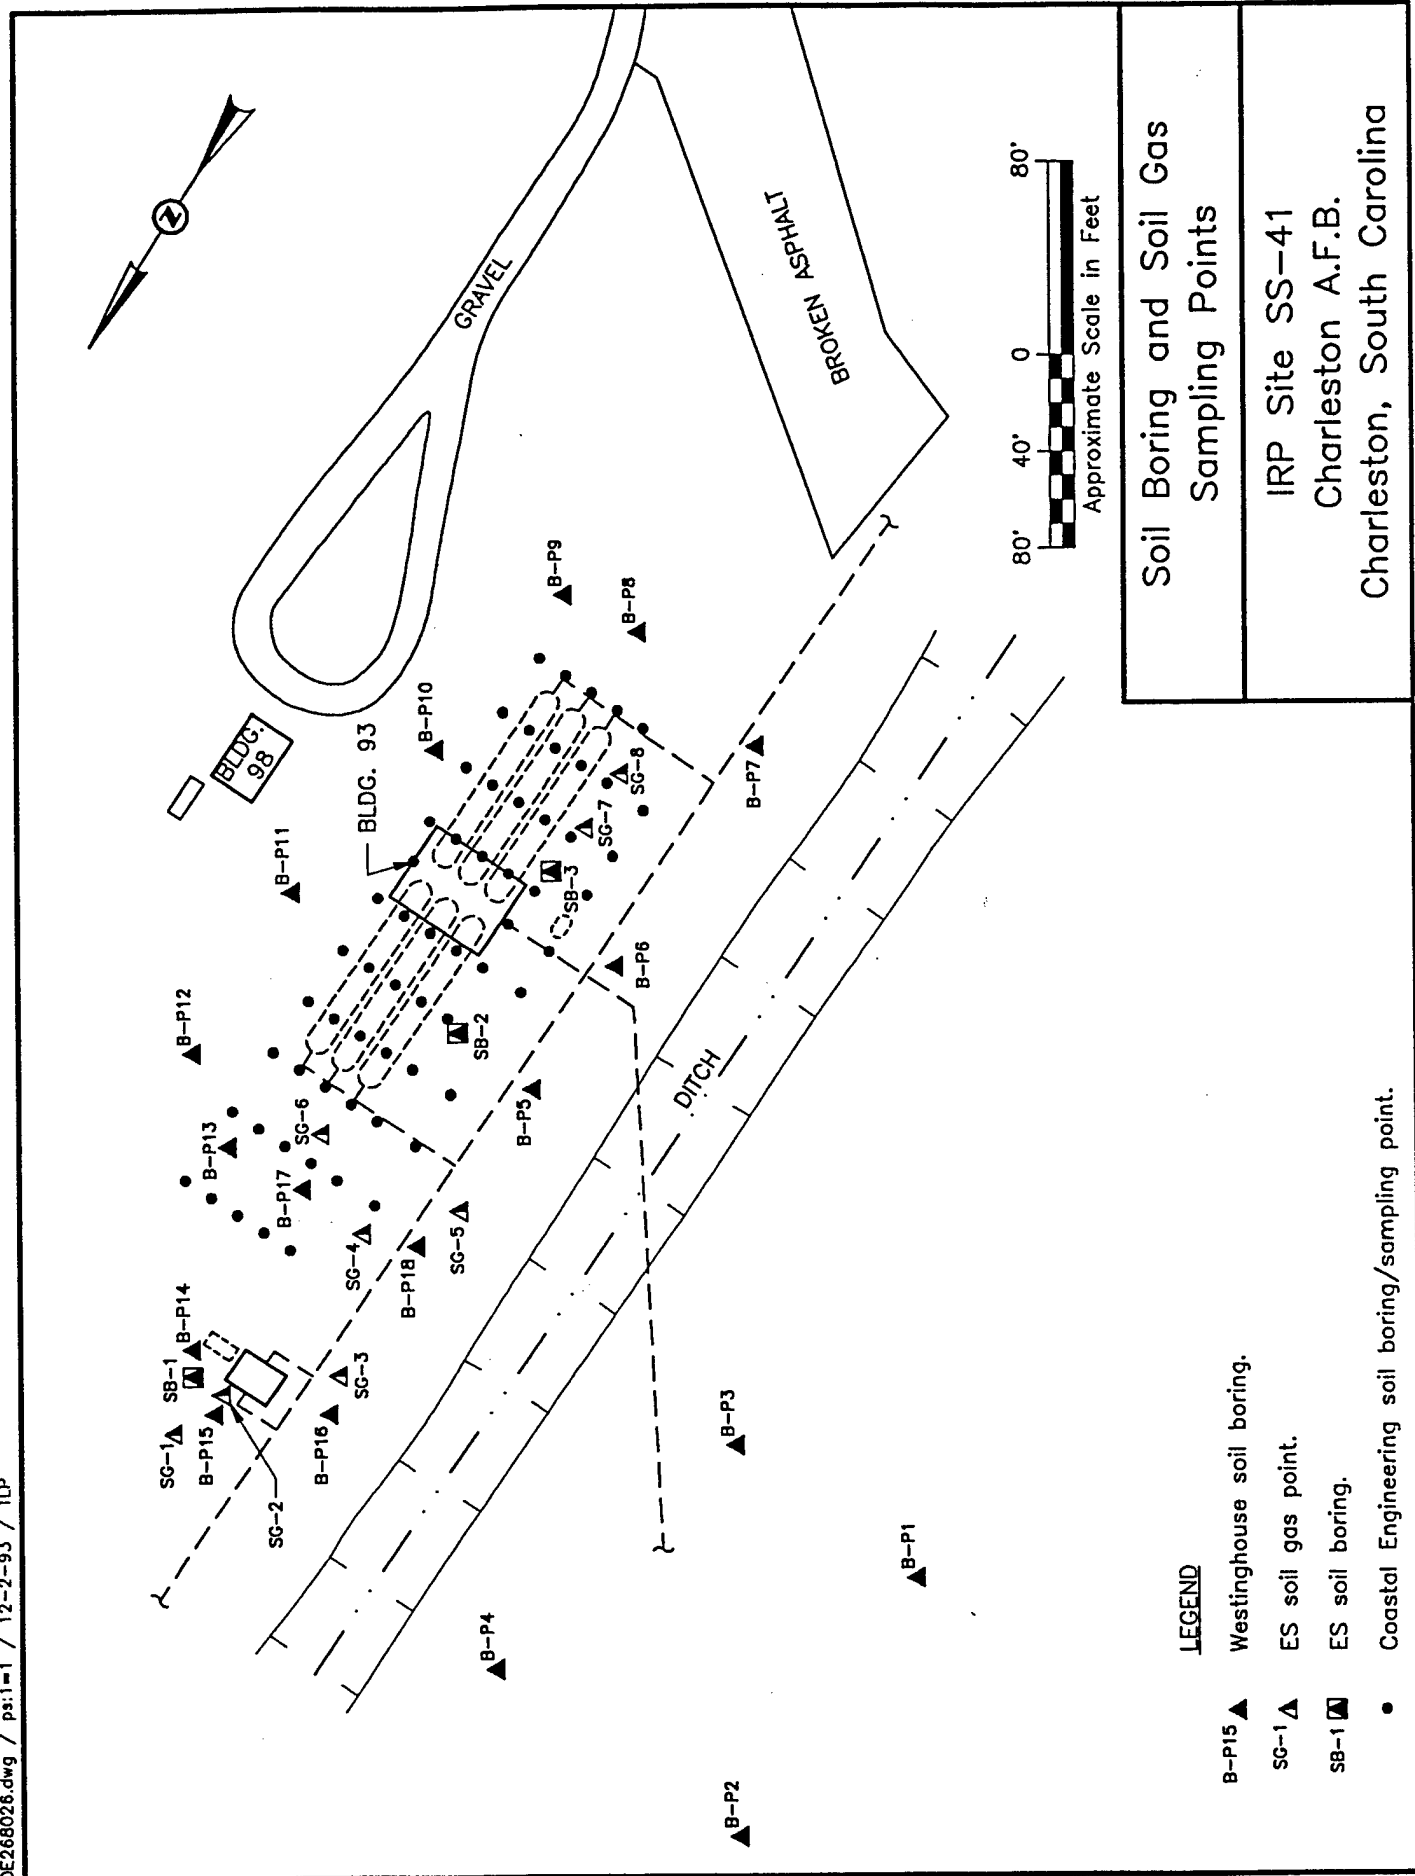 DE268026.dwg / ps:1=1 / 12-2-93 / TLP
N
GRAVEL
BROKEN ASPHALT
BLDG.
98
BLDG. 93
B-P9
B-P8
B-P10
B-P11
B-P12
B-P13
B-P17
B-P14
SB-1
SG-1
B-P15
SG-2
B-P16
SG-3
SG-4
B-P18
SG-5
SG-6
SB-2
B-P5
SB-3
SG-7
SG-8
B-P7
B-P6
DITCH
B-P3
B-P1
B-P4
B-P2
80'
40'
0
80'
Approximate Scale in Feet
LEGEND
B-P15 Westinghouse soil boring.
SG-1 ES soil gas point.
SB-1 ES soil boring.
Coastal Engineering soil boring/sampling point.
Soil Boring and Soil Gas
Sampling Points
IRP Site SS-41
Charleston A.F.B.
Charleston, South Carolina